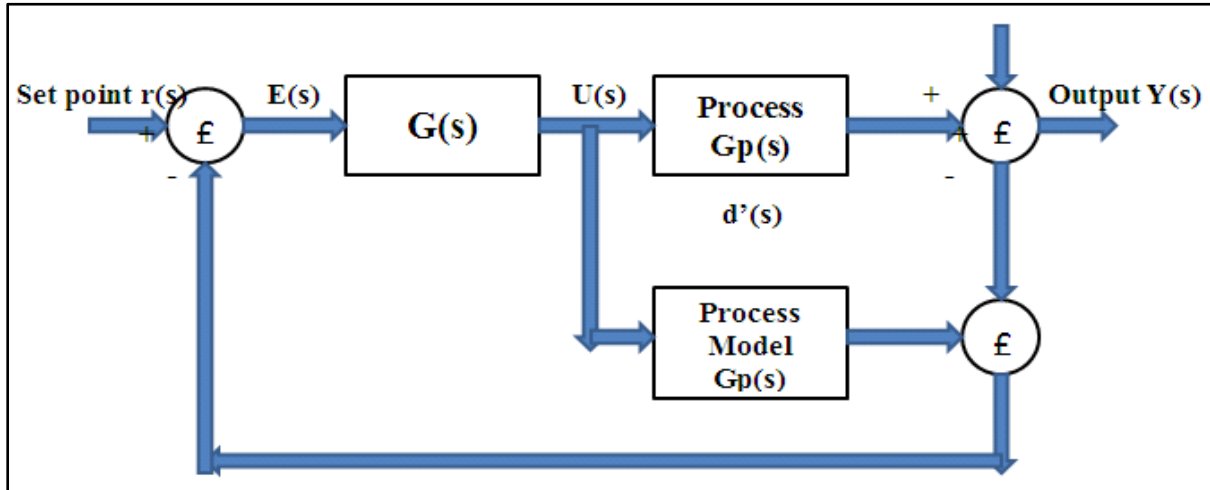 Set point r(s)
E(s)
U(s)
Output Y(s)
+
-
£
G(s)
Process
Gp(s)
+
+
-
£
d’(s)
Process
Model
Gp(s)
£